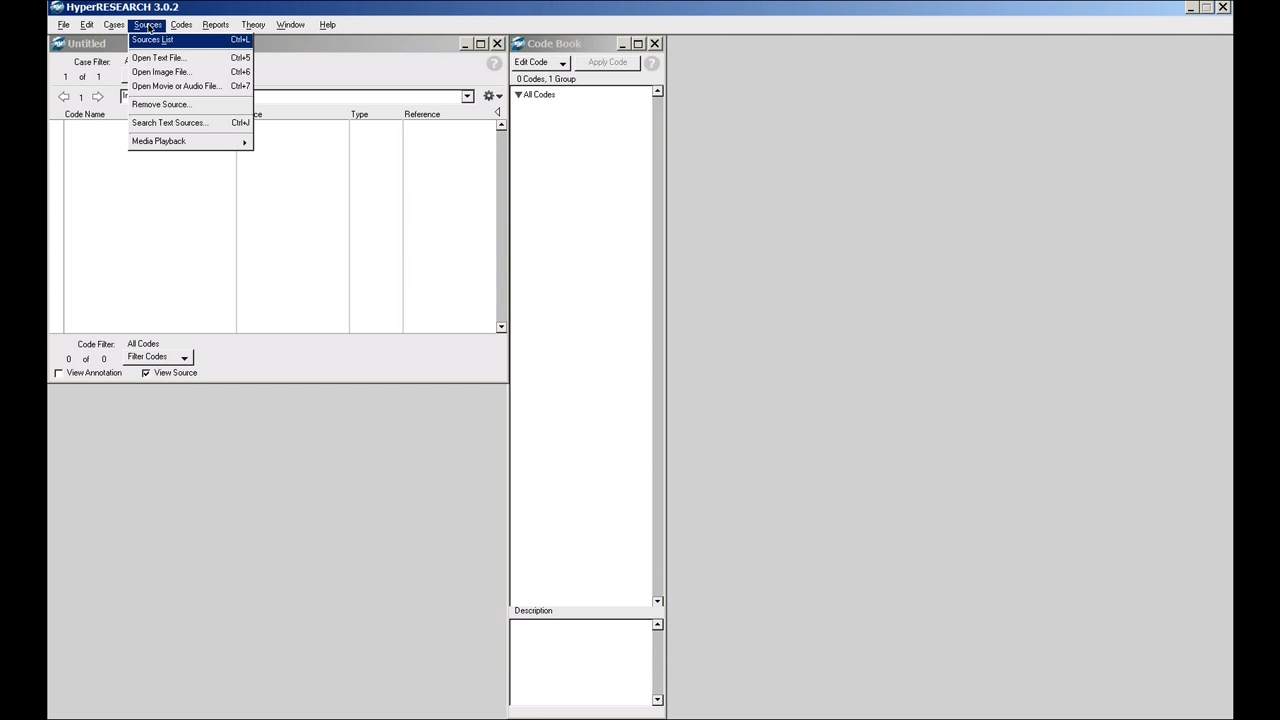 HyperRESEARCH 3.0.2
File Edit Cases Sources Codes Reports Theory Window Help
Sources List Ctrl+L
Open Text File... Ctrl+5
Open Image File... Ctrl+6
Open Movie or Audio File... Ctrl+7
Remove Source...
Search Text Sources... Ctrl+J
Media Playback
Untitled
Case Filter:
1 of 1
1
Code Name Type Reference
Code Filter: All Codes
0 of 0 Filter Codes
View Annotation View Source
Code Book
Edit Code Apply Code
0 Codes, 1 Group
All Codes
Description